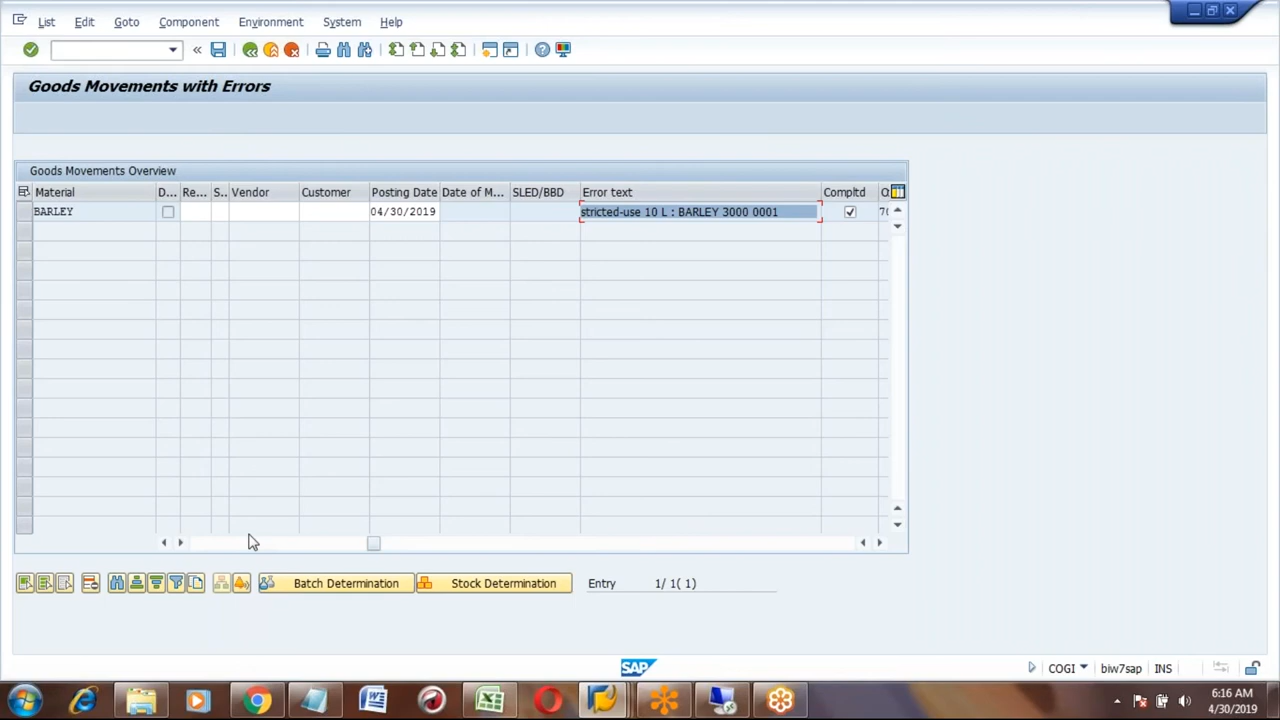 List Edit Goto Component Environment System Help
Goods Movements with Errors
Goods Movements Overview
Material D... Re... S.. Vendor Customer Posting Date Date of M... SLED/BBD Error text Compltd O
BARLEY 04/30/2019 stricted-use 10 L : BARLEY 3000 0001 70
Batch Determination Stock Determination Entry 1/ 1( 1)
SAP COGI biw7sap INS
6:16 AM
4/30/2019